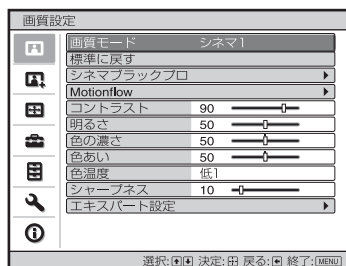 画質設定
画質モード シネマ1
標準に戻す
シネマブラックプロ
Motionflow
コントラスト 90
明るさ 50
色の濃さ 50
色あい 50
色温度 低1
シャープネス 10
エキスパート設定
選択:↑↓ 決定: 戻る:← 終了:MENU